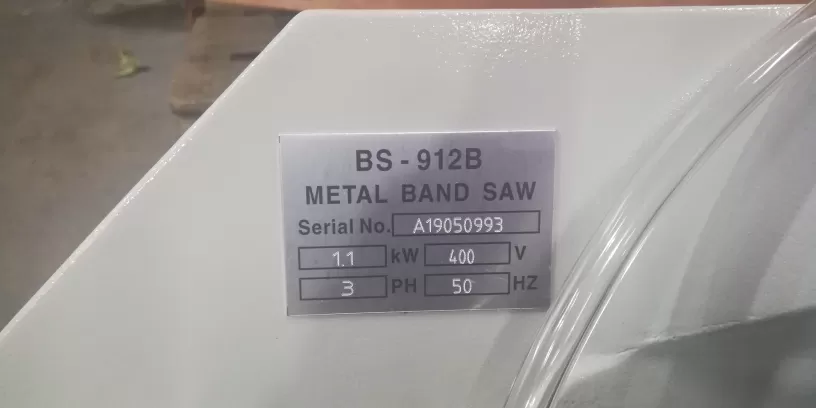 BS - 912B
METAL BAND SAW
Serial No. A19050993
1.1 kW 400 V
3 PH 50 HZ